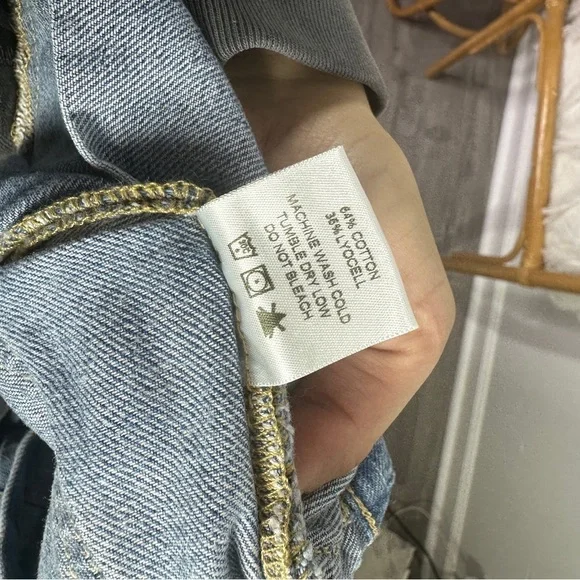 64% COTTON
36% LYOCELL
MACHINE WASH COLD
TUMBLE DRY LOW
DO NOT BLEACH